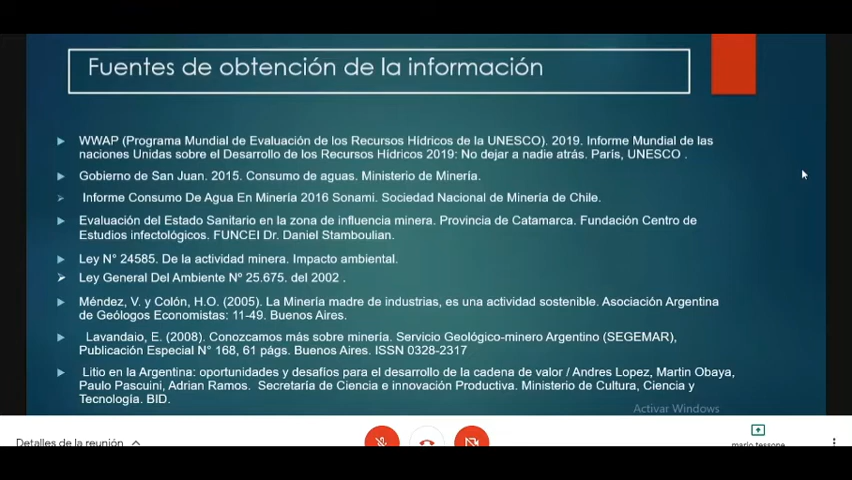 Fuentes de obtención de la información
WWAP (Programa Mundial de Evaluación de los Recursos Hídricos de la UNESCO). 2019. Informe Mundial de las
naciones Unidas sobre el Desarrollo de los Recursos Hídricos 2019: No dejar a nadie atrás. París, UNESCO .
Gobierno de San Juan. 2015. Consumo de aguas. Ministerio de Minería.
Informe Consumo De Agua En Minería 2016 Sonami. Sociedad Nacional de Minería de Chile.
Evaluación del Estado Sanitario en la zona de influencia minera. Provincia de Catamarca. Fundación Centro de
Estudios infectológicos. FUNCEI Dr. Daniel Stamboulian.
Ley N° 24585. De la actividad minera. Impacto ambiental.
Ley General Del Ambiente Nº 25.675. del 2002 .
Méndez, V. y Colón, H.O. (2005). La Minería madre de industrias, es una actividad sostenible. Asociación Argentina
de Geólogos Economistas: 11-49. Buenos Aires.
Lavandaio, E. (2008). Conozcamos más sobre minería. Servicio Geológico-minero Argentino (SEGEMAR),
Publicación Especial N° 168, 61 págs. Buenos Aires. ISSN 0328-2317
Litio en la Argentina: oportunidades y desafíos para el desarrollo de la cadena de valor / Andres Lopez, Martin Obaya,
Paulo Pascuini, Adrian Ramos. Secretaría de Ciencia e innovación Productiva. Ministerio de Cultura, Ciencia y
Tecnología. BID.
Activar Windows
Detalles de la reunión
mario tessone